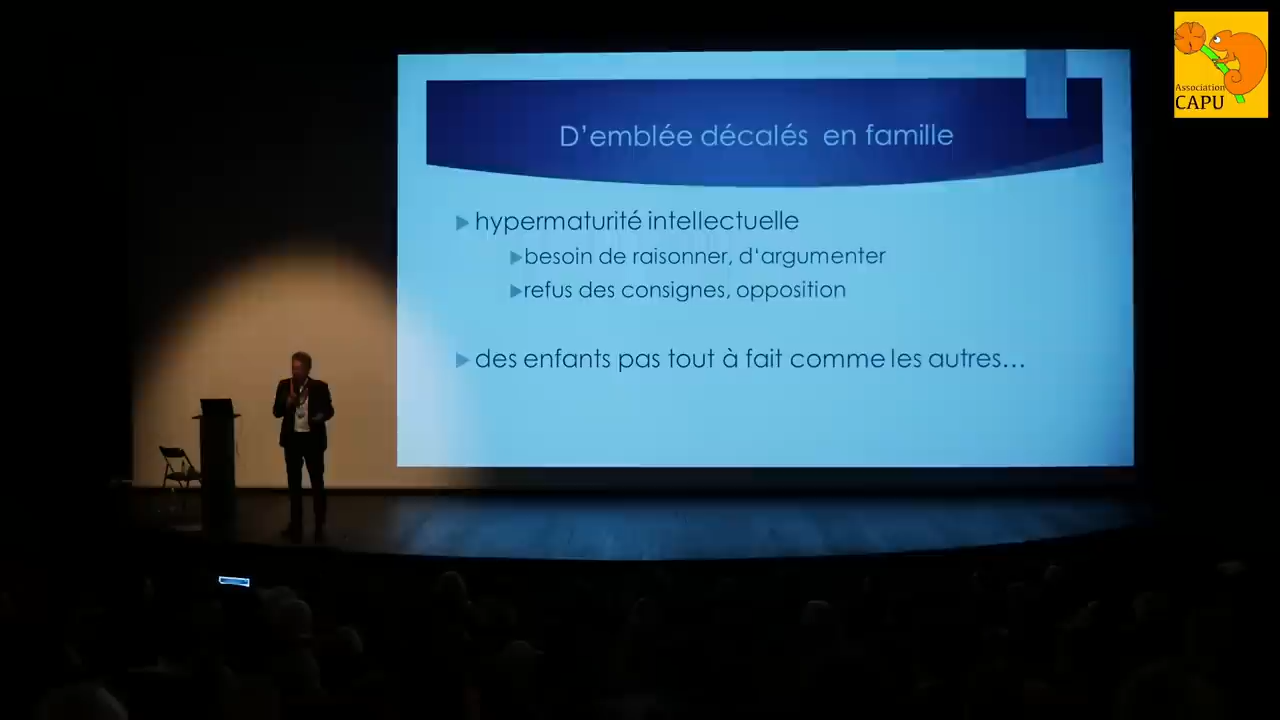 D'emblée décalés en famille
hypermaturité intellectuelle
besoin de raisonner, d'argumenter
refus des consignes, opposition
des enfants pas tout à fait comme les autres...
Association
CAPU